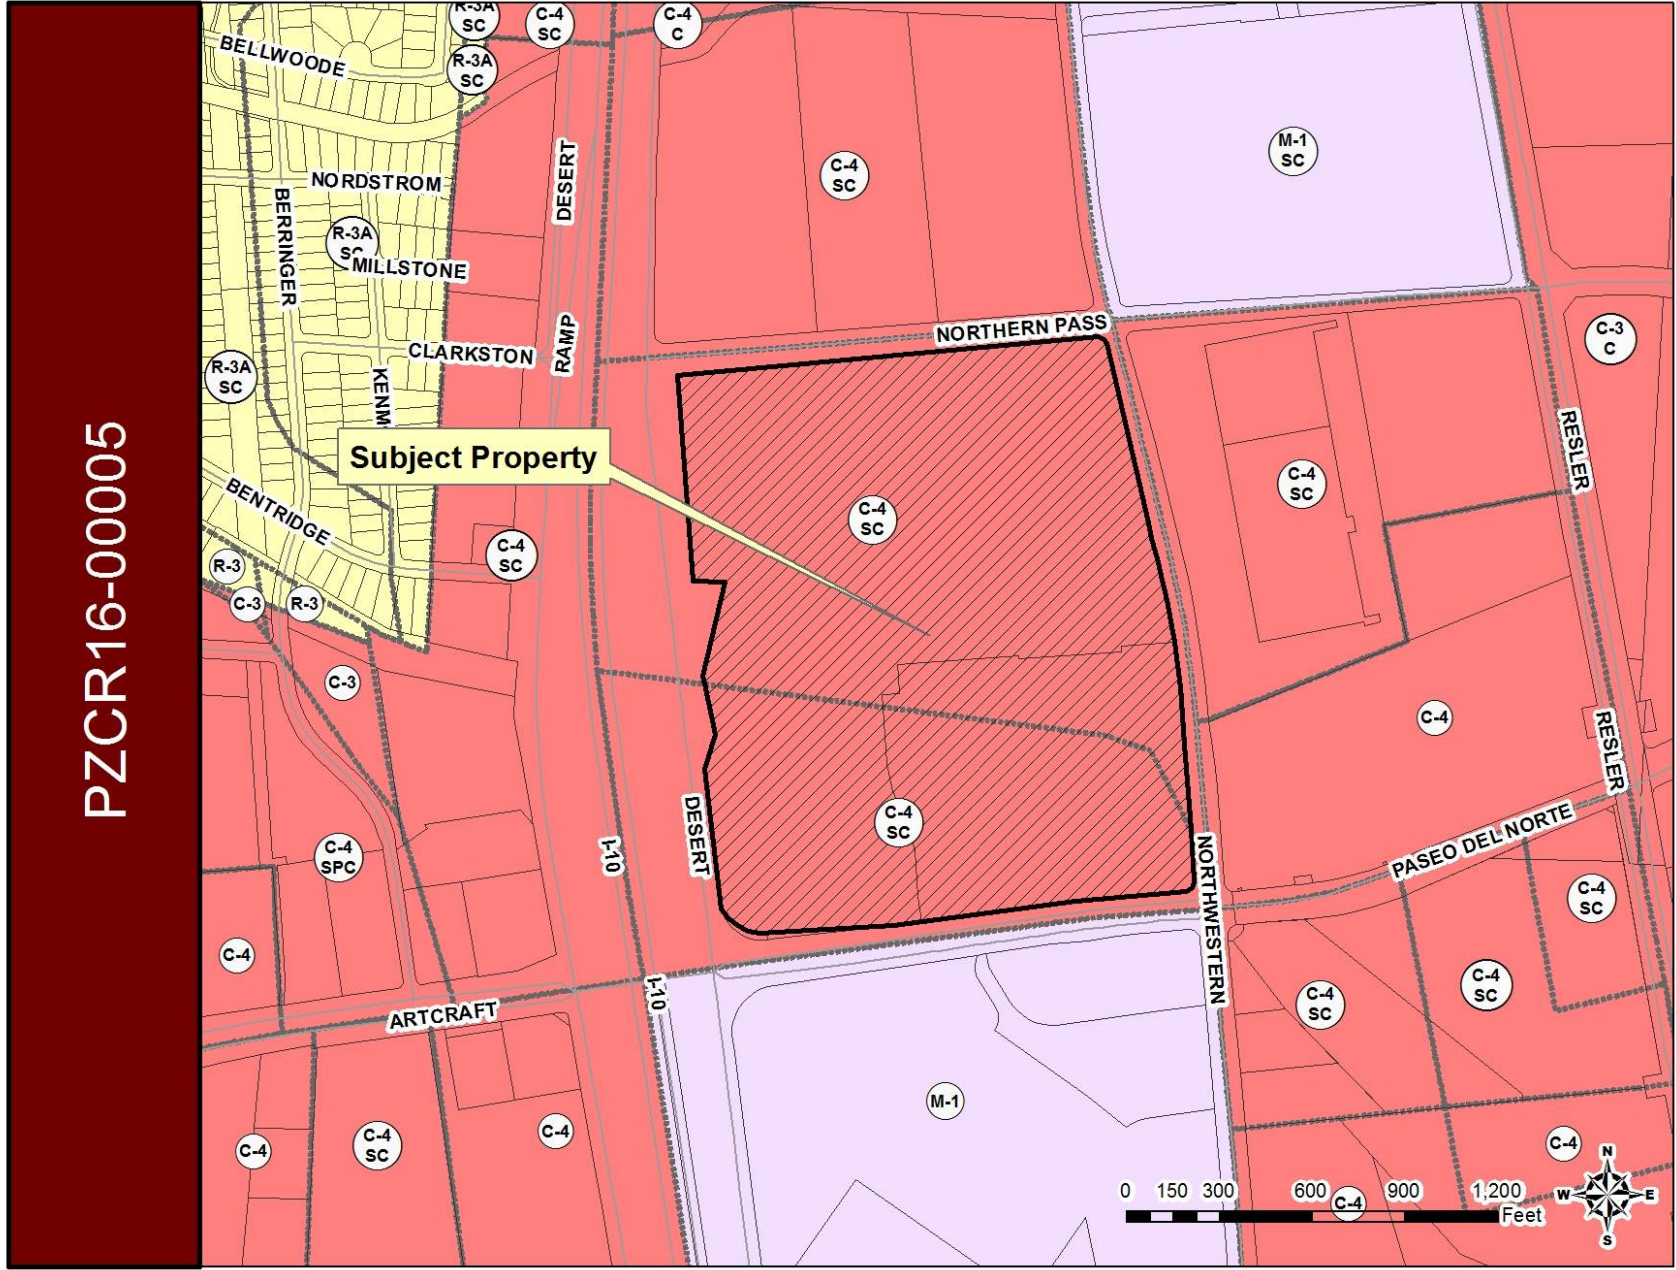 PZCR16-00005
R-3A
SC
C-4
SC
C-4
C
BELLWOODE
R-3A
SC
M-1
SC
DESERT
C-4
SC
NORDSTROM
BERRINGER
R-3A
SC
MILLSTONE
NORTHERN PASS
RAMP
C-3
C
CLARKSTON
R-3A
SC
KENM
RESLER
Subject Property
C-4
SC
C-4
SC
BENTRIDGE
C-4
SC
R-3
C-3
R-3
C-3
C-4
RESLER
C-4
SC
DESERT
I-10
PASEO DEL NORTE
C-4
SPC
NORTHWESTERN
C-4
SC
C-4
I-10
C-4
SC
C-4
SC
ARTCRAFT
M-1
C-4
C-4
SC
C-4
C-4
0 150 300 600 900 1,200
Feet
C-4
N
W
E
S